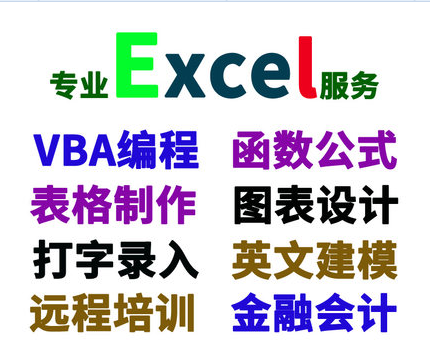 专业Excel服务
VBA编程 函数公式
表格制作 图表设计
打字录入 英文建模
远程培训 金融会计